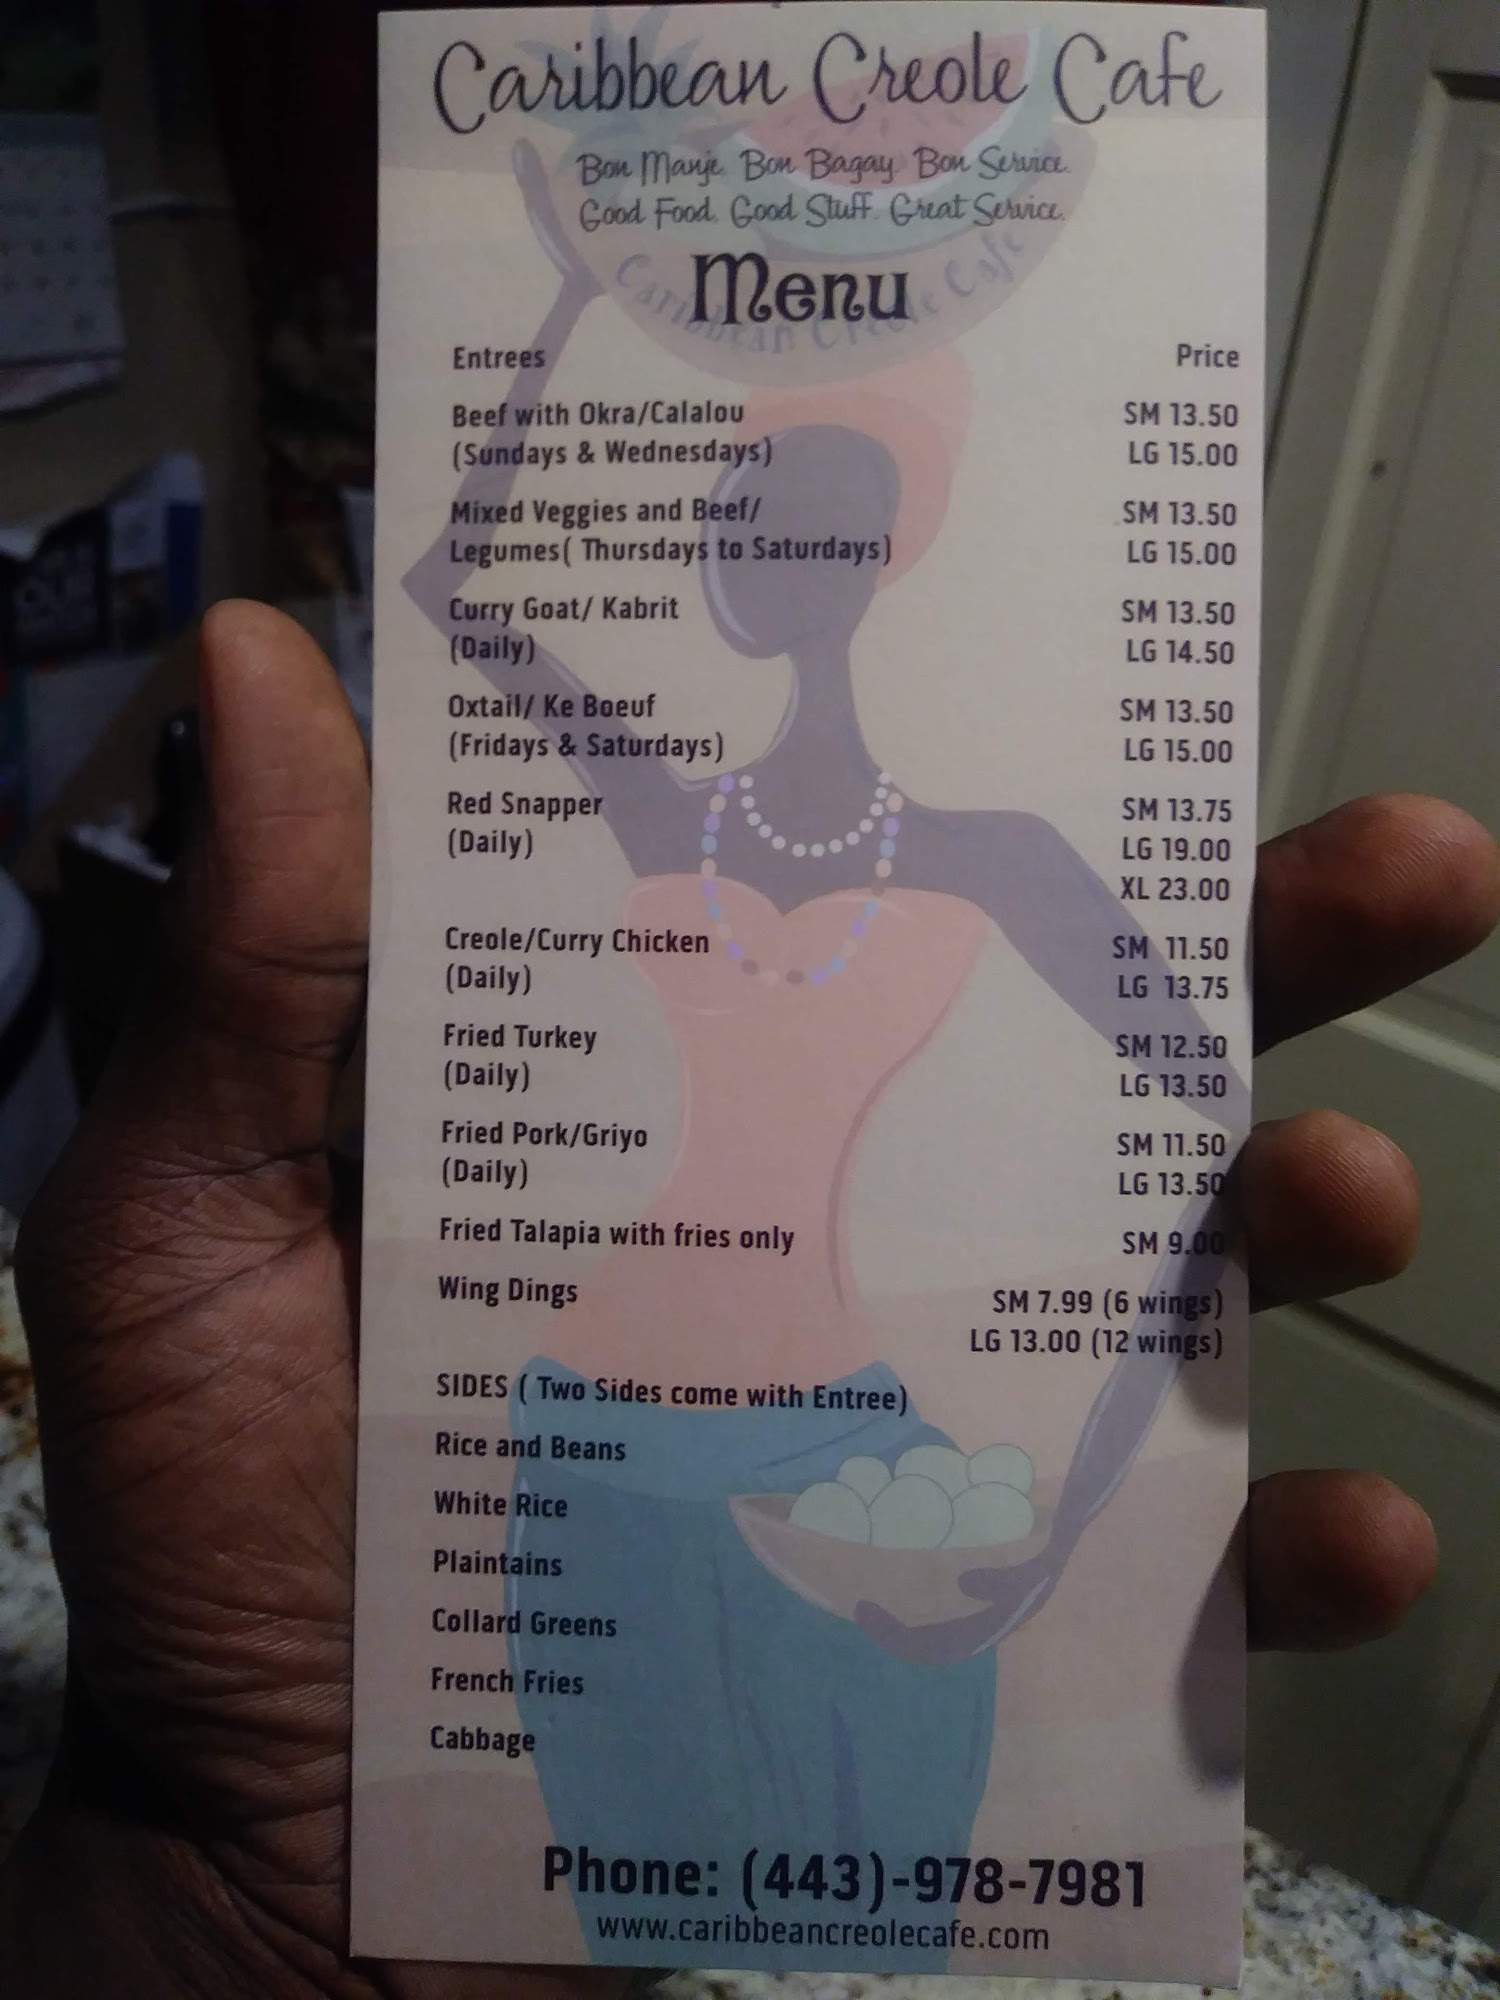 Caribbean Creole Cafe
Bon Manje. Bon Bagay. Bon Service.
Good Food. Good Stuff. Great Service.
Caribbean Creole Cafe
Menu
Entrees Price
Beef with Okra/Calalou SM 13.50
(Sundays & Wednesdays) LG 15.00
Mixed Veggies and Beef/ SM 13.50
Legumes( Thursdays to Saturdays) LG 15.00
Curry Goat/ Kabrit SM 13.50
(Daily) LG 14.50
Oxtail/ Ke Boeuf SM 13.50
(Fridays & Saturdays) LG 15.00
Red Snapper SM 13.75
(Daily) LG 19.00
XL 23.00
Creole/Curry Chicken SM 11.50
(Daily) LG 13.75
Fried Turkey SM 12.50
(Daily) LG 13.50
Fried Pork/Griyo SM 11.50
(Daily) LG 13.50
Fried Talapia with fries only SM 9.00
Wing Dings SM 7.99 (6 wings)
LG 13.00 (12 wings)
SIDES ( Two Sides come with Entree)
Rice and Beans
White Rice
Plaintains
Collard Greens
French Fries
Cabbage
Phone: (443)-978-7981
www.caribbeancreolecafe.com